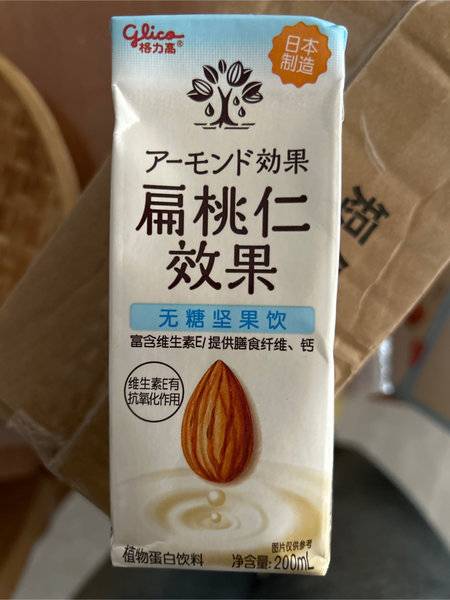 Glico
格力高®
日本
制造
アーモンド効果
扁桃仁
效果
无糖坚果饮
富含维生素E/提供膳食纤维、钙
维生素E有
抗氧化作用
图片仅供参考
植物蛋白饮料
净含量:200mL